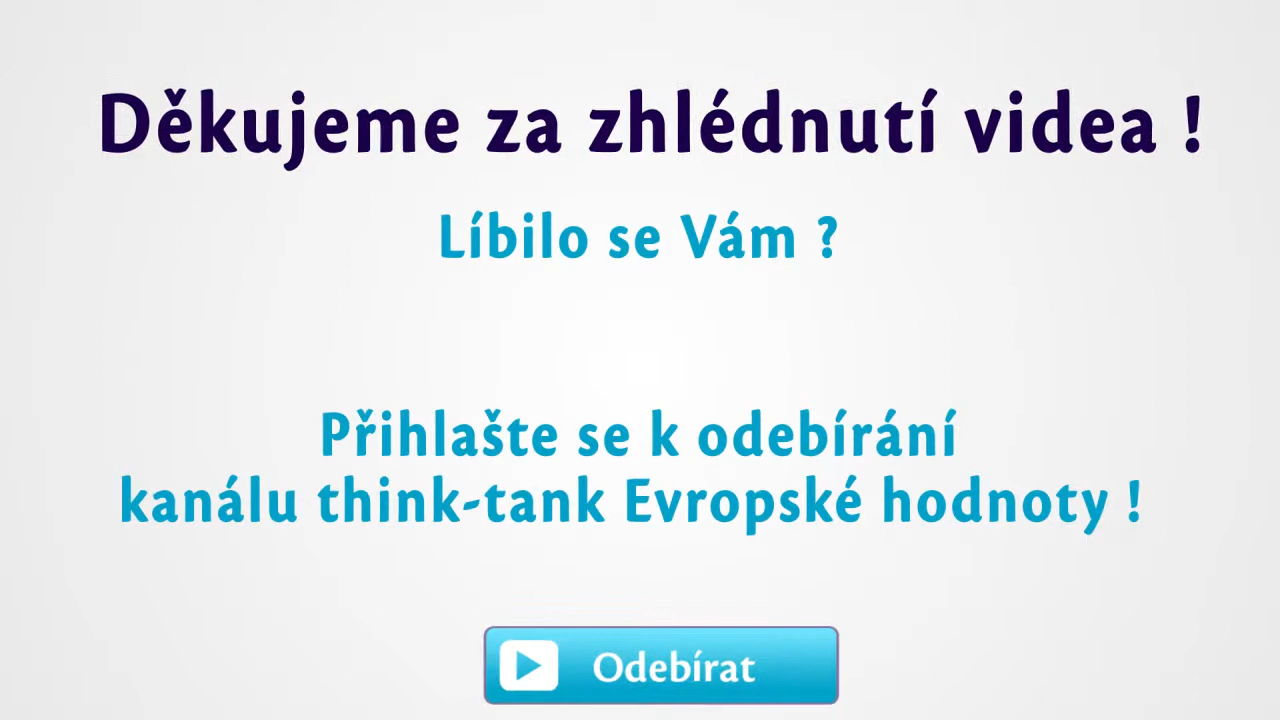 Děkujeme za zhlédnutí videa !
Líbilo se Vám ?
Přihlašte se k odebírání
kanálu think-tank Evropské hodnoty !
Odebírat